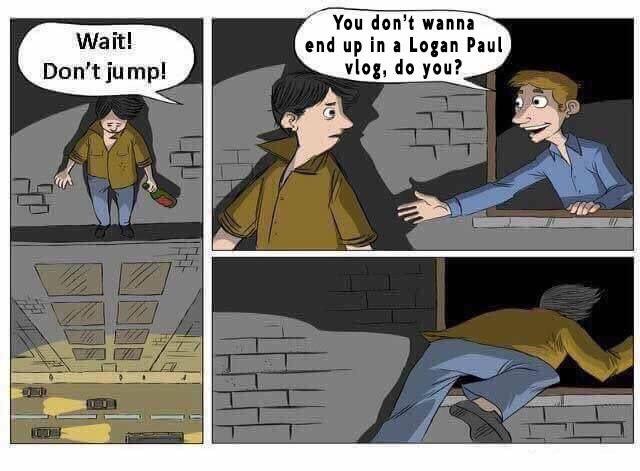 Wait!
Don't jump!
You don't wanna
end up in a Logan Paul
vlog, do you?